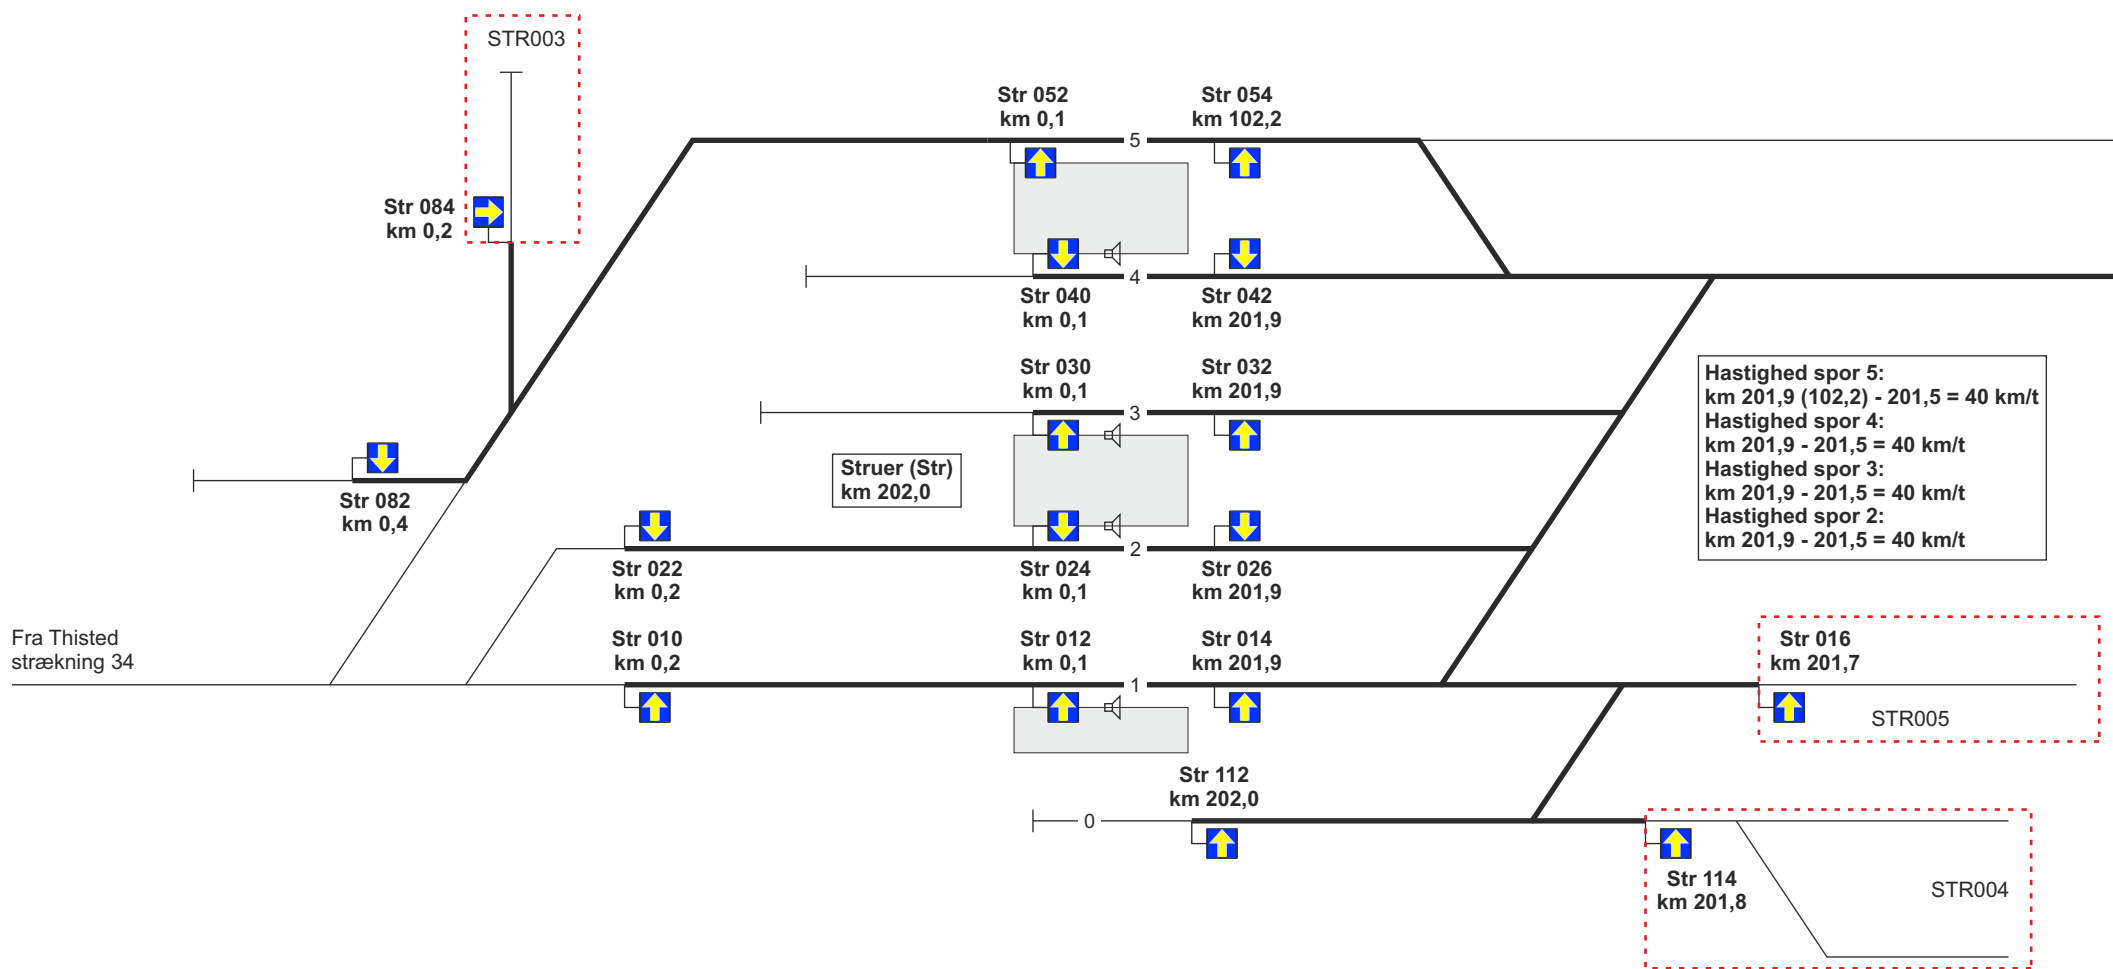 STR003
Str 052
km 0,1
Str 054
km 102,2
5
Str 084
km 0,2
4
Str 040
km 0,1
Str 042
km 201,9
Str 030
km 0,1
Str 032
km 201,9
3
Hastighed spor 5:
km 201,9 (102,2) - 201,5 = 40 km/t
Hastighed spor 4:
km 201,9 - 201,5 = 40 km/t
Hastighed spor 3:
km 201,9 - 201,5 = 40 km/t
Hastighed spor 2:
km 201,9 - 201,5 = 40 km/t
Struer (Str)
km 202,0
Str 082
km 0,4
2
Str 022
km 0,2
Str 024
km 0,1
Str 026
km 201,9
Fra Thisted
strækning 34
Str 010
km 0,2
Str 012
km 0,1
Str 014
km 201,9
Str 016
km 201,7
1
STR005
Str 112
km 202,0
0
Str 114
km 201,8
STR004